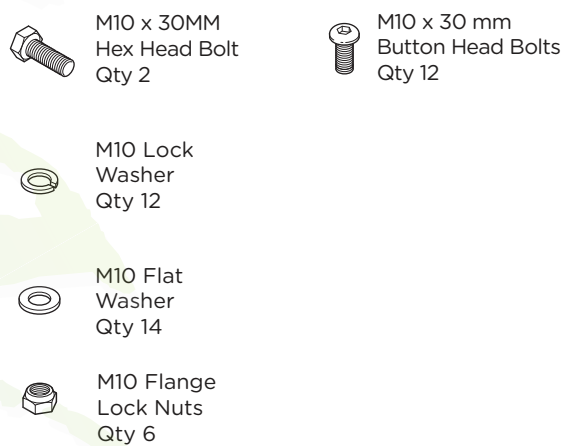 M10 x 30MM
Hex Head Bolt
Qty 2
M10 x 30 mm
Button Head Bolts
Qty 12
M10 Lock
Washer
Qty 12
M10 Flat
Washer
Qty 14
M10 Flange
Lock Nuts
Qty 6